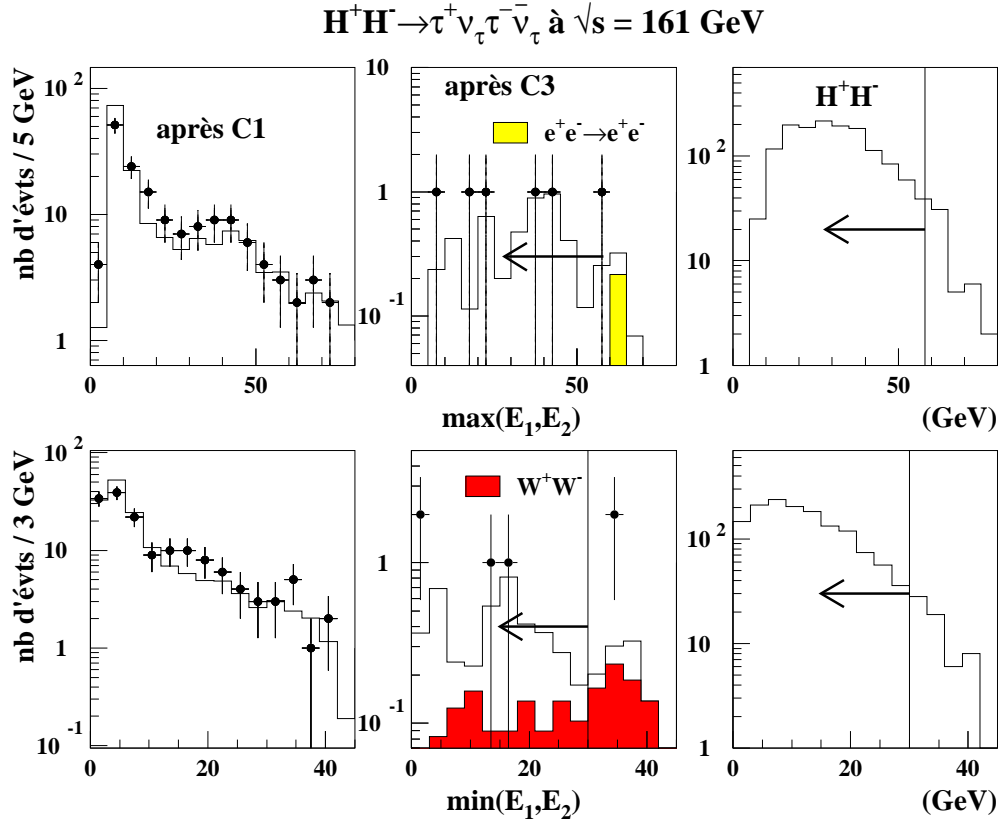 H⁺H⁻→τ⁺ν_τ τ⁻ν̄_τ à √s = 161 GeV
nb d'évts / 5 GeV
10²
10
1
0
50
après C1
10
1
10⁻¹
0
50
après C3
e⁺e⁻→e⁺e⁻
max(E₁,E₂)
10²
10
1
0
50
H⁺H⁻
(GeV)
nb d'évts / 3 GeV
10²
10
1
10⁻¹
0
20
40
1
10⁻¹
0
20
40
W⁺W⁻
min(E₁,E₂)
10²
10
1
0
20
40
(GeV)